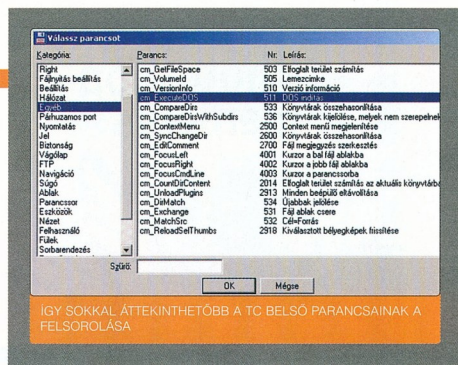 Válassz parancsot
Kategória:
Parancs:
Nr. Leírás:
Right
Fájlnyitás beállítás
Beállítás
Hálózat
Egyéb
Párhuzamos port
Nyomtatás
Jel
Biztonság
Vágólap
FTP
Navigáció
Súgó
Ablak
Parancssor
Eszközök
Nézet
Felhasználó
Fülek
Sorbarendezés
cm_GetFileSpace 503 Elfoglalt terület számítás
cm_VolumeId 505 Lemezcimke
cm_VersionInfo 510 Verzió információ
cm_ExecuteDOS 511 DOS indítás
cm_CompareDirs 533 Könyvtárak összehasonlítása
cm_CompareDirsWithSubdirs 536 Könyvtárak kijelölése, melyek nem szerepelnek
cm_ContextMenu 2500 Context menü megjelenítése
cm_SyncChangeDir 2600 Könyvtárak összehasonlítása
cm_EditComment 2700 Fájl megjegyzés szerkesztés
cm_FocusLeft 4001 Kurzor a bal fájl ablakba
cm_FocusRight 4002 Kurzor a jobb fájl ablakba
cm_FocusCmdLine 4003 Kurzor a parancssorba
cm_CountDirContent 2014 Elfoglalt terület számítás az aktuális könyvtárba
cm_UnloadPlugins 2913 Minden beépülő eltávolítása
cm_DirMatch 534 Újabbak jelölése
cm_Exchange 531 Fájl ablak csere
cm_MatchSrc 532 Cél=Forrás
cm_ReloadSelThumbs 2918 Kiválasztott bélyegképek frissítése
Szűrő:
OK
Mégse
ÍGY SOKKAL ÁTTEKINTHETŐBB A TC BELSŐ PARANCSAINAK A
FELSOROLÁSA